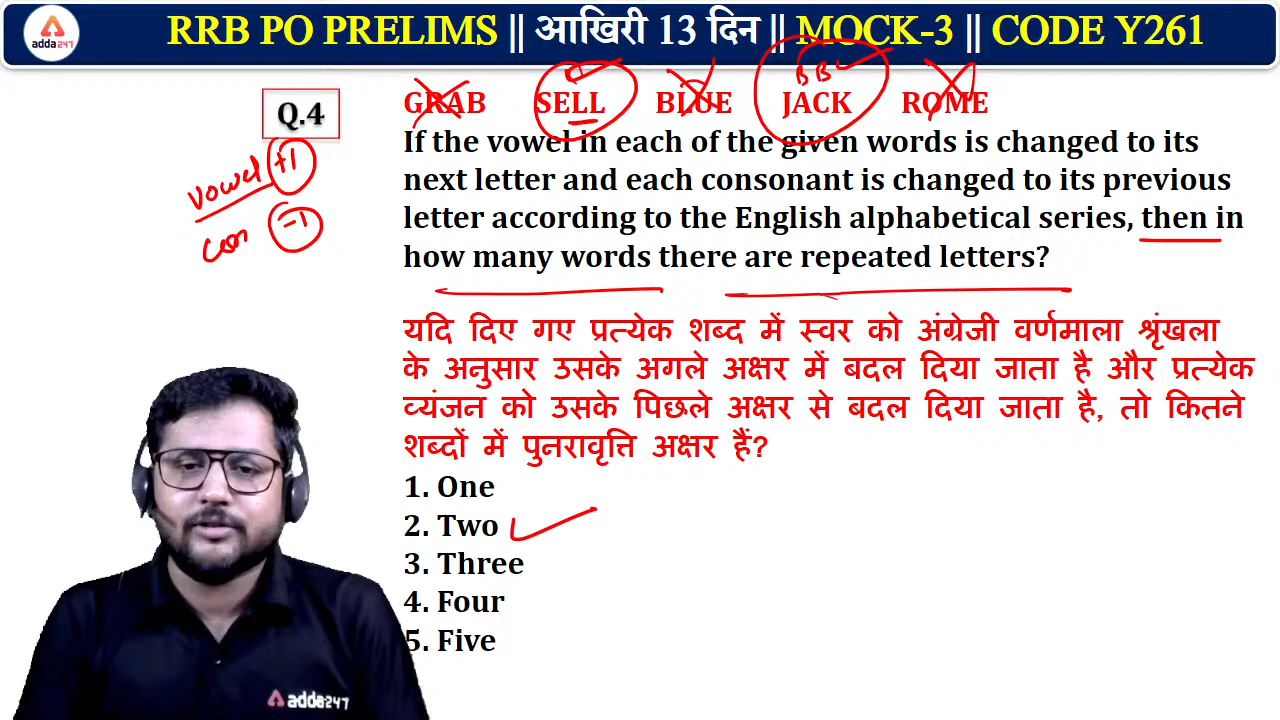 adda247
RRB PO PRELIMS || आखिरी 13 दिन || MOCK-3 || CODE Y261
Q.4
GRAB SELL BLUE JACK ROME
BB
vowel +1
con -1
If the vowel in each of the given words is changed to its
next letter and each consonant is changed to its previous
letter according to the English alphabetical series, then in
how many words there are repeated letters?
यदि दिए गए प्रत्येक शब्द में स्वर को अंग्रेजी वर्णमाला श्रृंखला
के अनुसार उसके अगले अक्षर में बदल दिया जाता है और प्रत्येक
व्यंजन को उसके पिछले अक्षर से बदल दिया जाता है, तो कितने
शब्दों में पुनरावृत्ति अक्षर हैं?
1. One
2. Two
3. Three
4. Four
5. Five
adda247